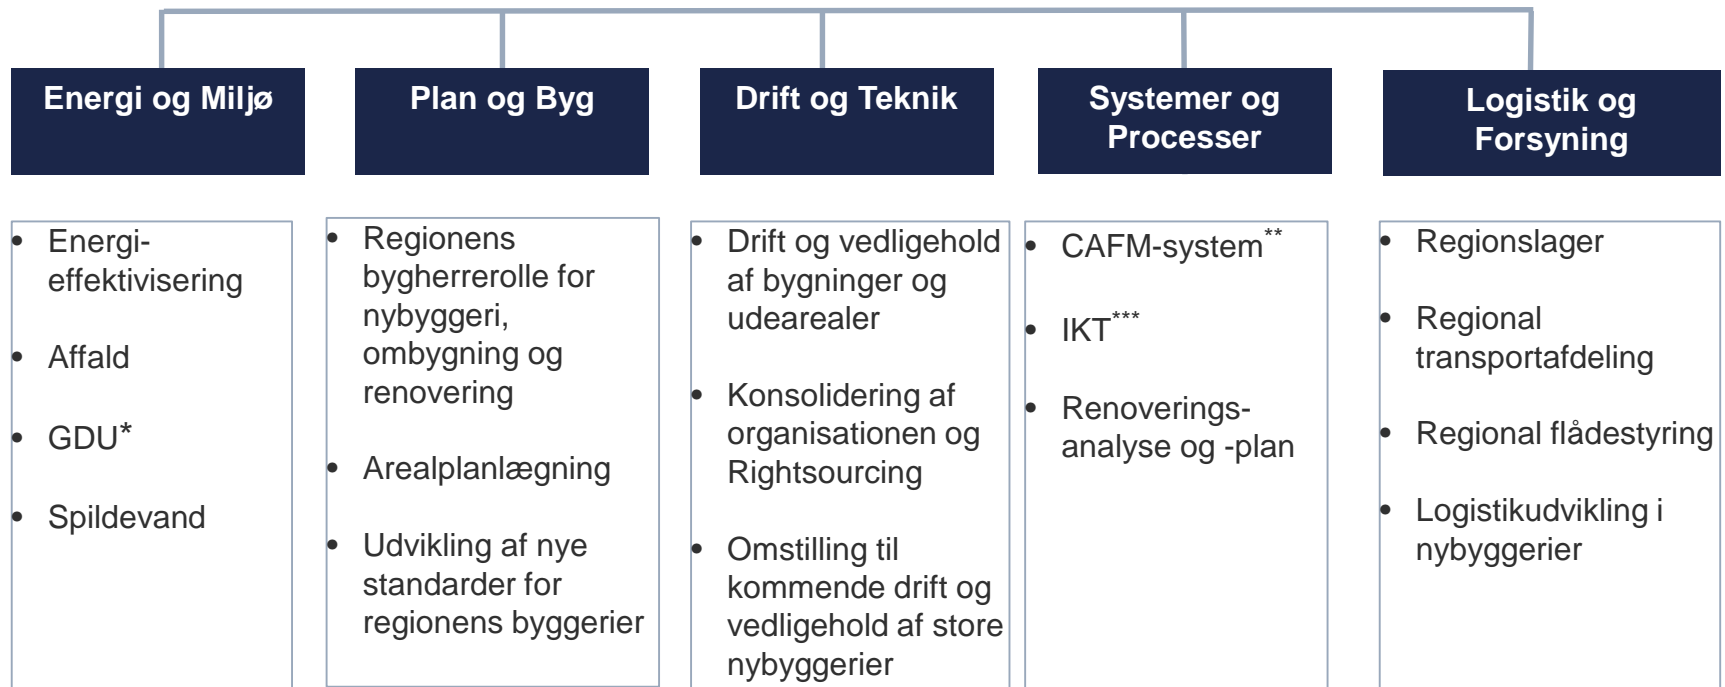 Energi og Miljø
• Energi-
effektivisering
• Affald
• GDU*
• Spildevand
Plan og Byg
• Regionens
bygherrerolle for
nybyggeri,
ombygning og
renovering
• Arealplanlægning
• Udvikling af nye
standarder for
regionens byggerier
Drift og Teknik
• Drift og vedligehold
af bygninger og
udearealer
• Konsolidering af
organisationen og
Rightsourcing
• Omstilling til
kommende drift og
vedligehold af store
nybyggerier
Systemer og
Processer
• CAFM-system**
• IKT***
• Renoverings-
analyse og -plan
Logistik og
Forsyning
• Regionslager
• Regional
transportafdeling
• Regional flådestyring
• Logistikudvikling i
nybyggerier